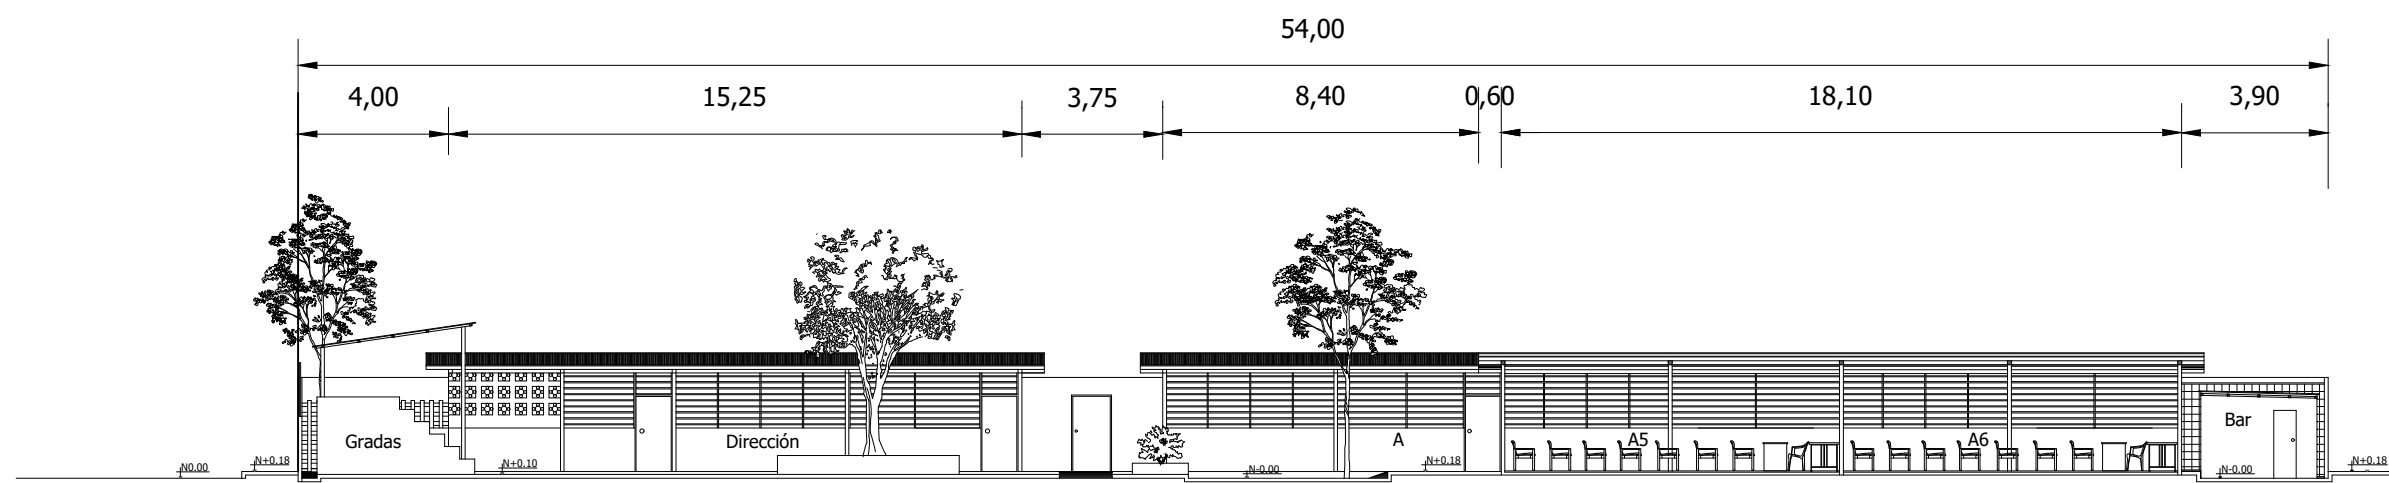 54,00
4,00 15,25 3,75 8,40 0,60 18,10 3,90
Gradas Dirección A A5 A6 Bar
N0.00 N+0.18 N+0.10 N-0.00 N+0.18 N-0.00 N+0.18